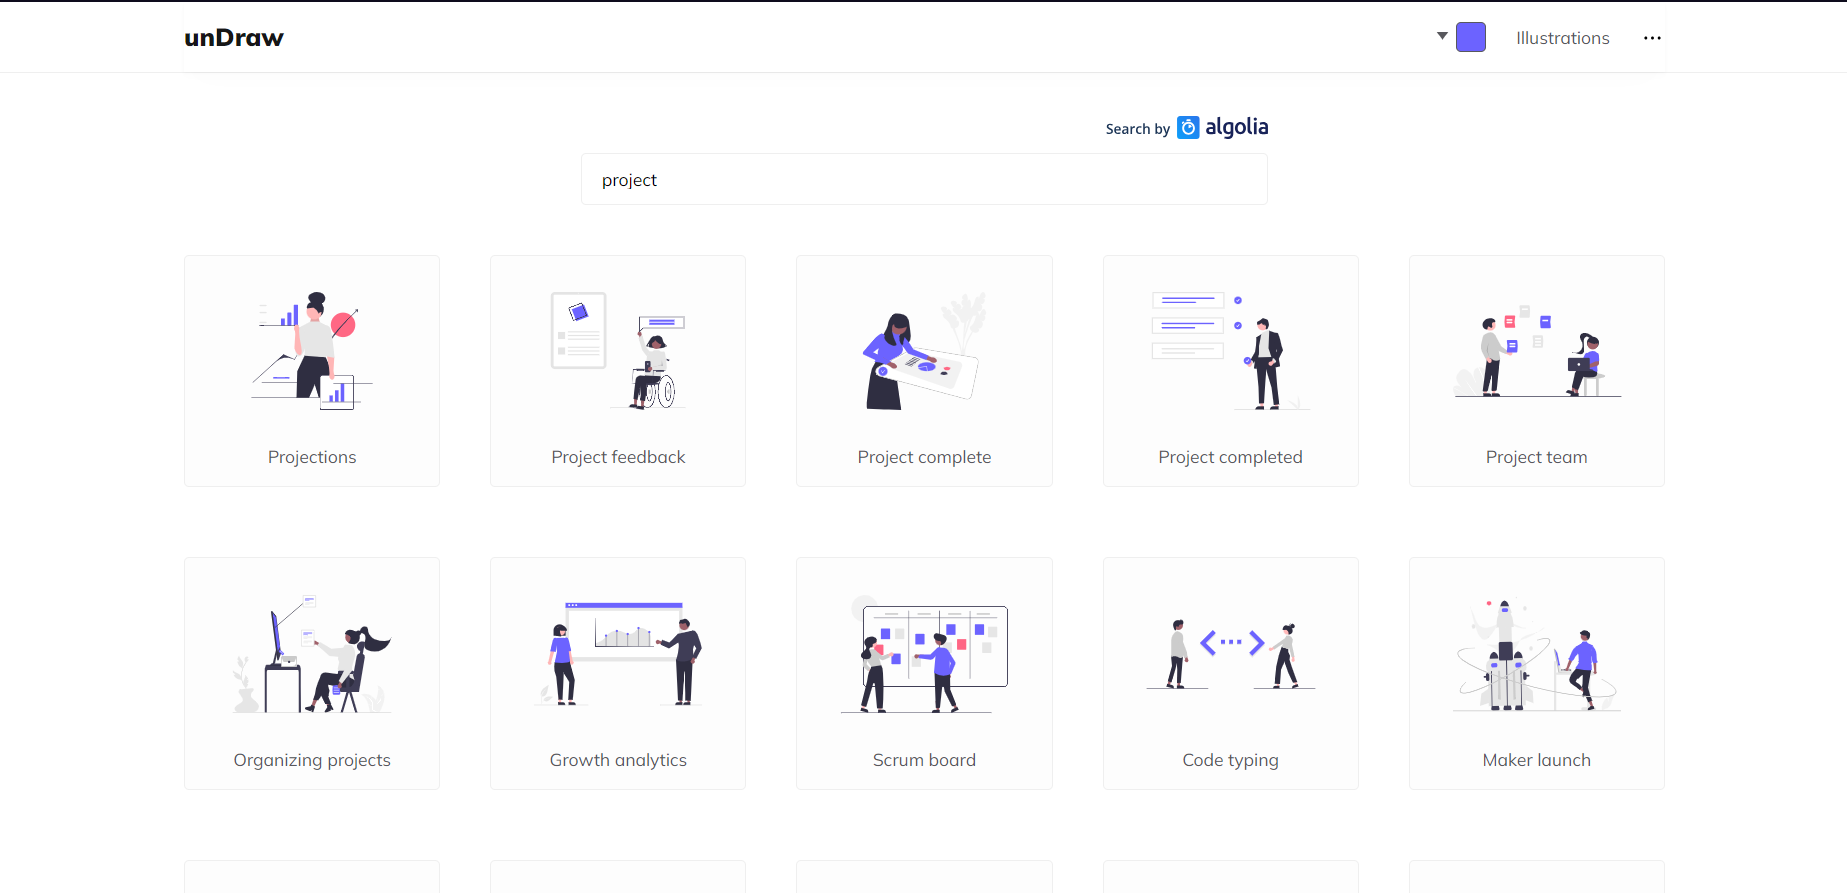 unDraw
Illustrations
Search by algolia
project
Projections
Project feedback
Project complete
Project completed
Project team
Organizing projects
Growth analytics
Scrum board
Code typing
Maker launch